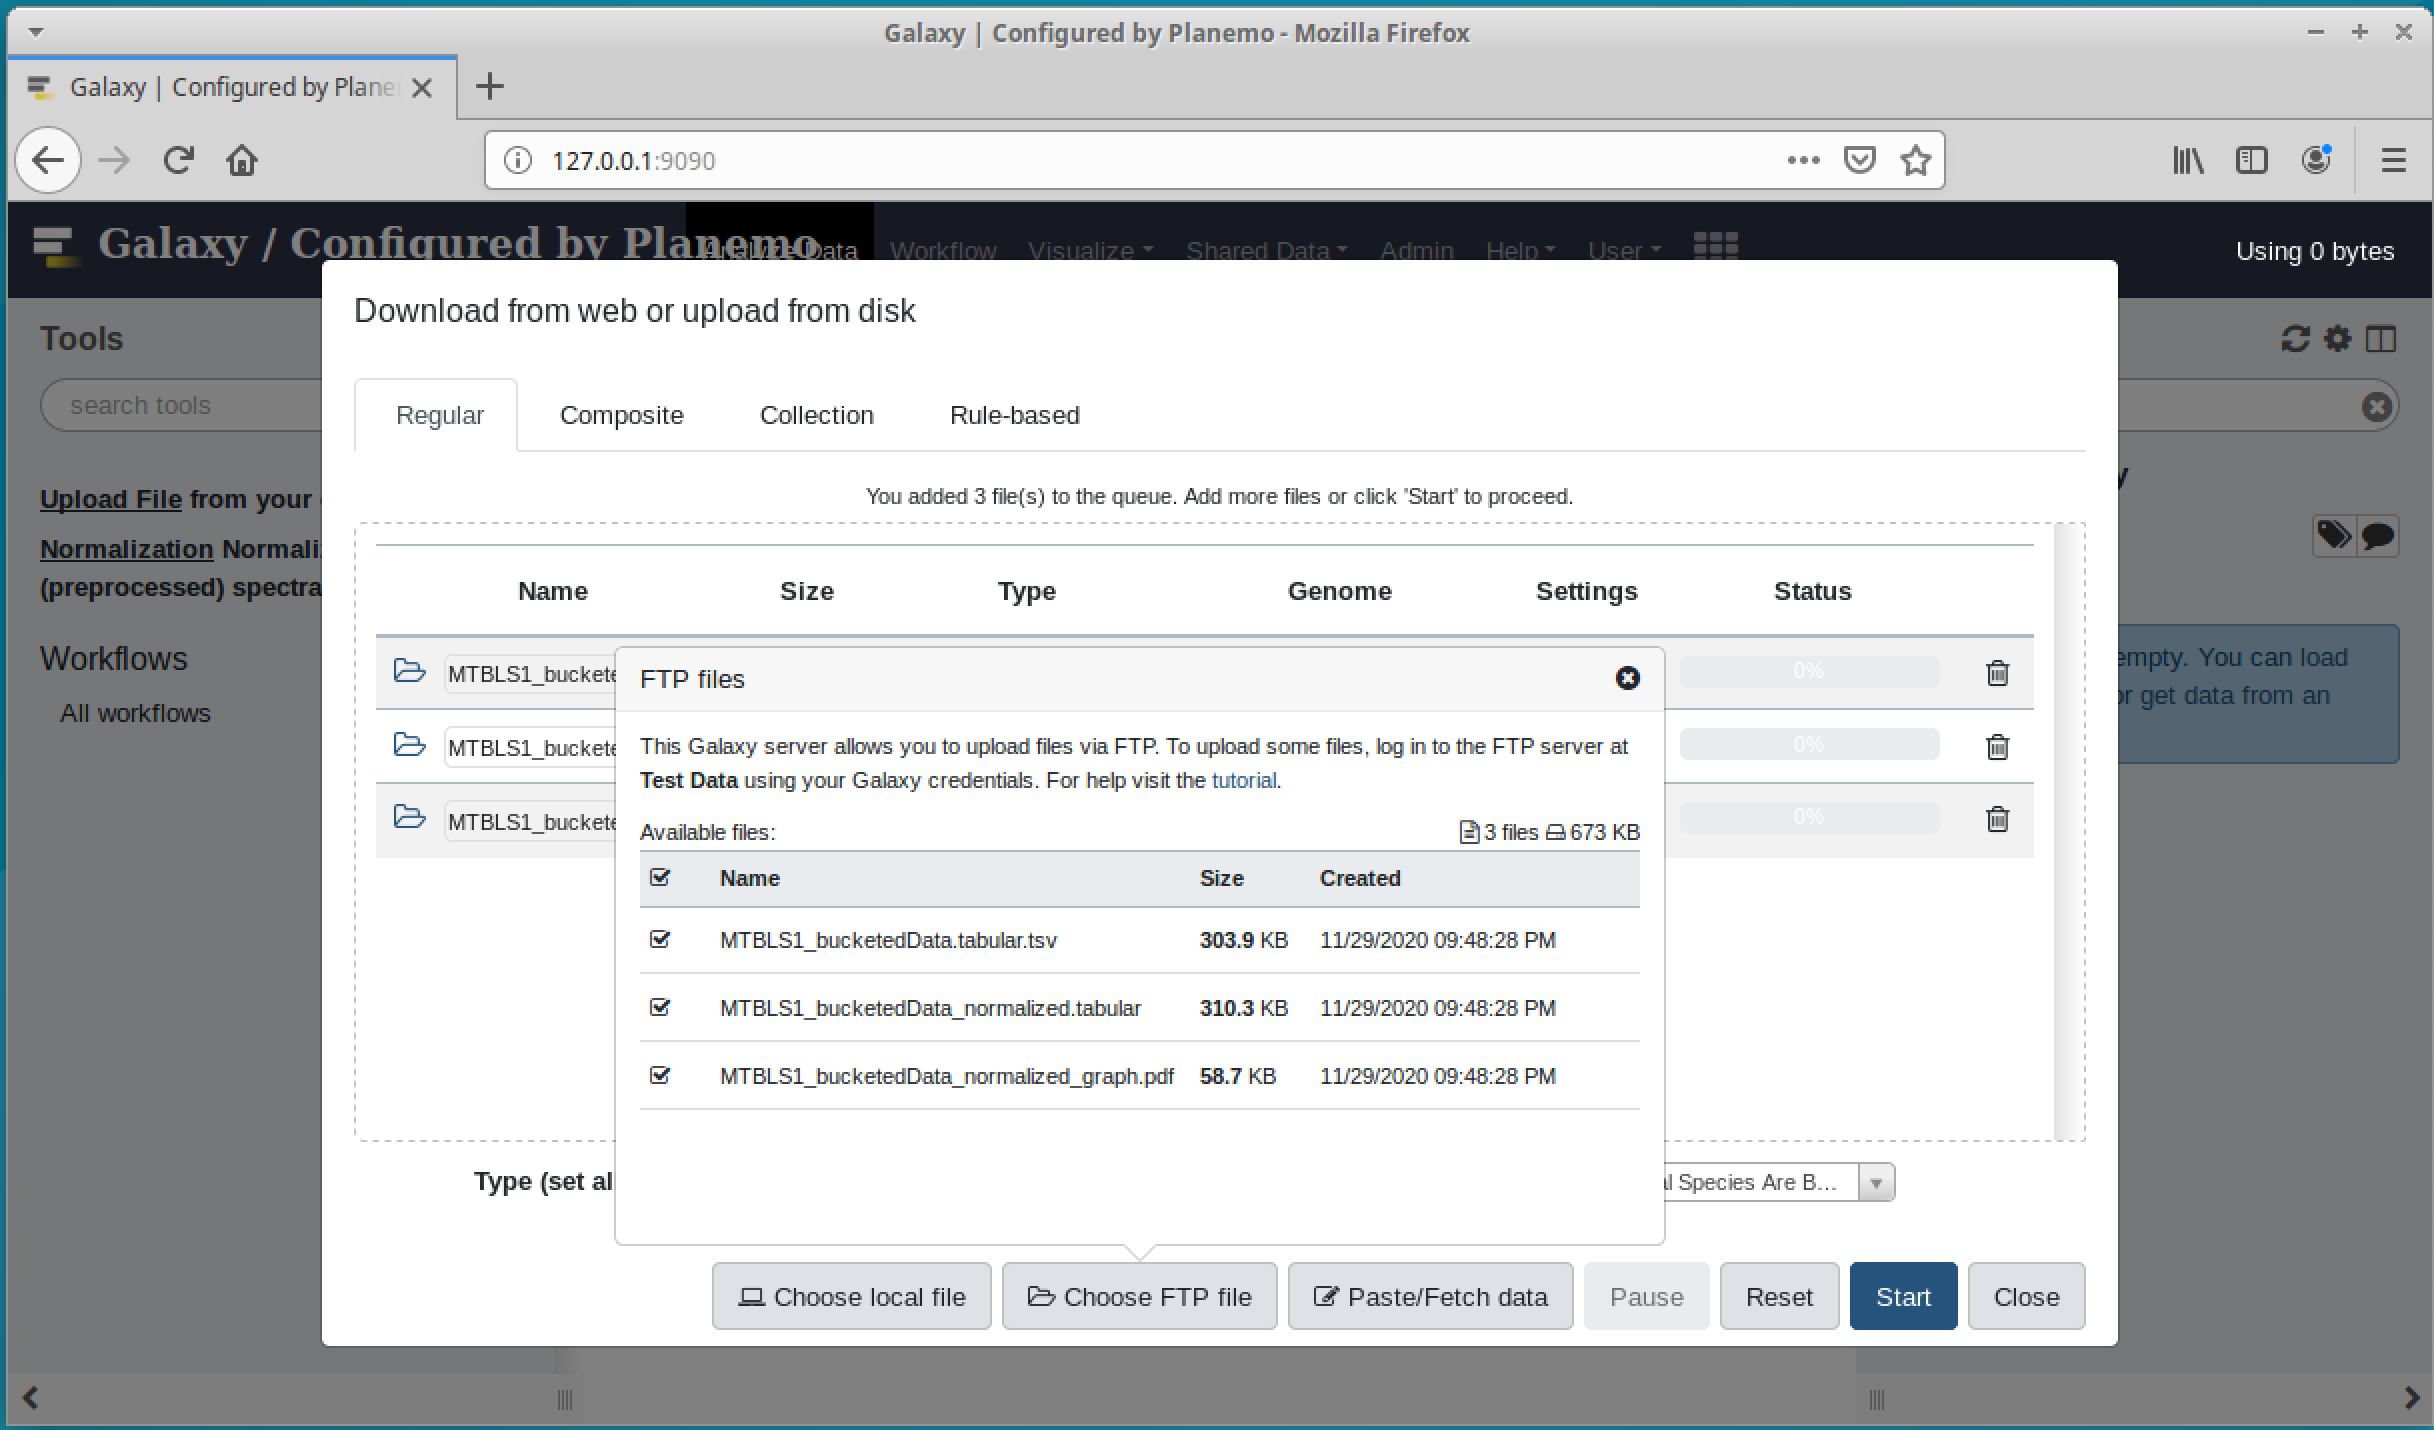 Galaxy | Configured by Planemo - Mozilla Firefox
Galaxy | Configured by Plane
127.0.0.1:9090
Galaxy / Configured by Planemo
Analyze Data Workflow Visualize Shared Data Admin Help User
Using 0 bytes
Download from web or upload from disk
Tools
search tools
Regular Composite Collection Rule-based
You added 3 file(s) to the queue. Add more files or click 'Start' to proceed.
Upload File from your
Normalization Normali
(preprocessed) spectra
Workflows
All workflows
Name Size Type Genome Settings Status
MTBLS1_buckete 0%
MTBLS1_buckete 0%
MTBLS1_buckete 0%
FTP files
This Galaxy server allows you to upload files via FTP. To upload some files, log in to the FTP server at
Test Data using your Galaxy credentials. For help visit the tutorial.
Available files: 3 files 673 KB
Name Size Created
MTBLS1_bucketedData.tabular.tsv 303.9 KB 11/29/2020 09:48:28 PM
MTBLS1_bucketedData_normalized.tabular 310.3 KB 11/29/2020 09:48:28 PM
MTBLS1_bucketedData_normalized_graph.pdf 58.7 KB 11/29/2020 09:48:28 PM
y
empty. You can load
or get data from an
Type (set al
al Species Are B...
Choose local file Choose FTP file Paste/Fetch data Pause Reset Start Close